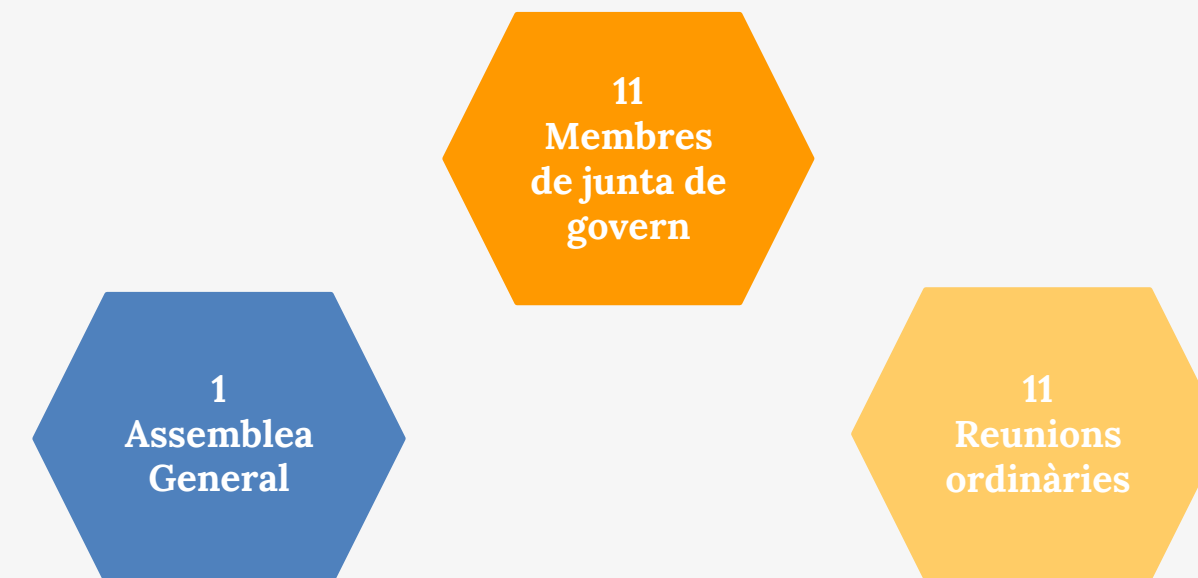 11
Membres
de junta de
govern
1
Assemblea
General
11
Reunions
ordinàries